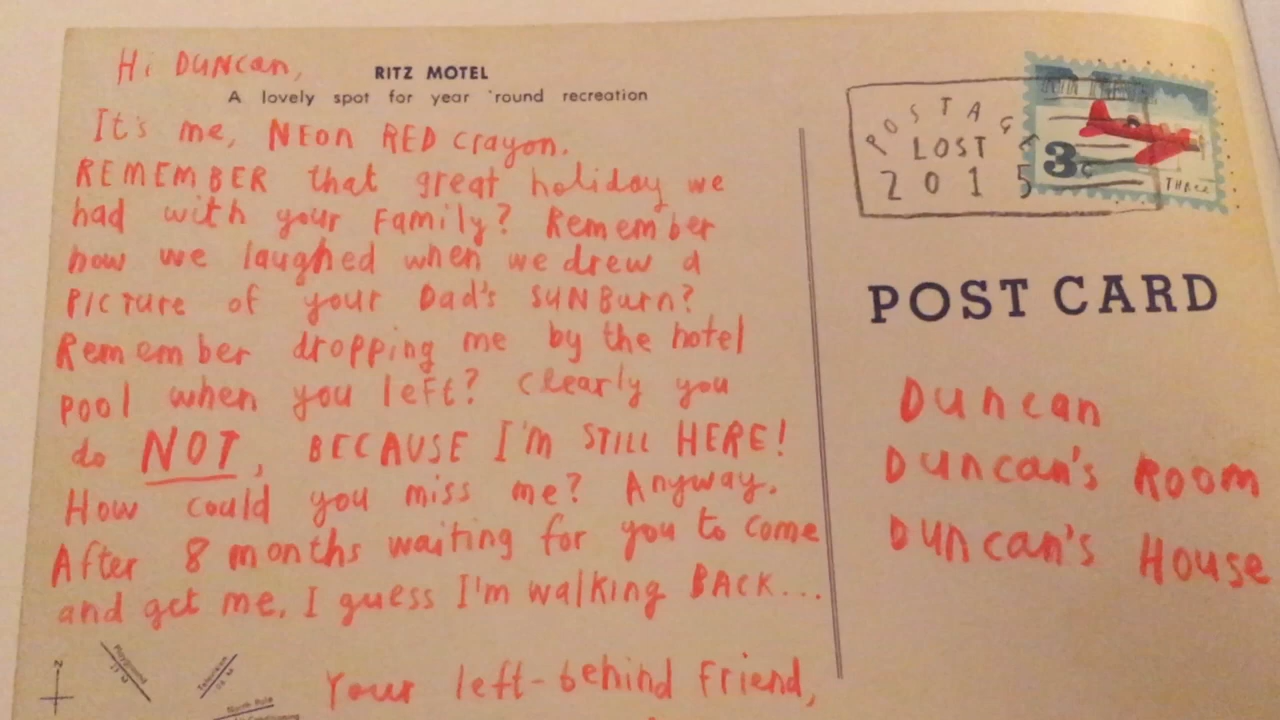 Hi DUNCan,
RITZ MOTEL
A lovely spot for year 'round recreation
It's me, NEON RED crayon.
REMEMBER that great holiday we
had with your Family? Remember
how we laughed when we drew a
Picture of your Dad's SUNBurn?
Remember dropping me by the hotel
pool when you left? Clearly you
do NOT, BECAUSE I'M STILL HERE!
How could you miss me? Anyway.
After 8 months waiting for you to come
and get me. I guess I'm walking BACK...
Your left-behind Friend,
POSTAGE
LOST
2015
3c
THREE
POST CARD
Duncan
Duncan's Room
Duncan's House
N
Playground